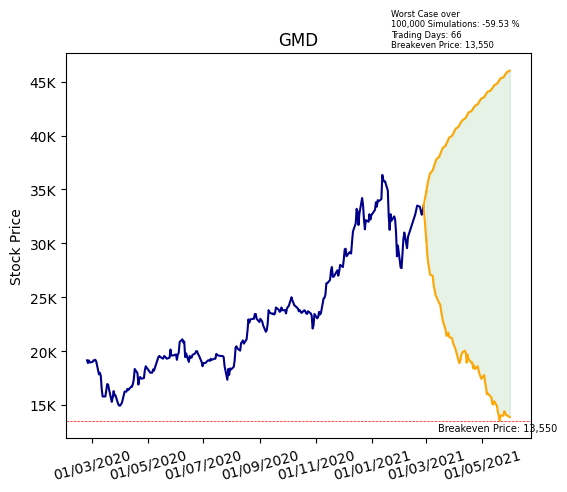 Worst Case over
100,000 Simulations: -59.53 %
Trading Days: 66
Breakeven Price: 13,550
GMD
Stock Price
45K
40K
35K
30K
25K
20K
15K
Breakeven Price: 13,550
01/03/2020
01/05/2020
01/07/2020
01/09/2020
01/11/2020
01/01/2021
01/03/2021
01/05/2021